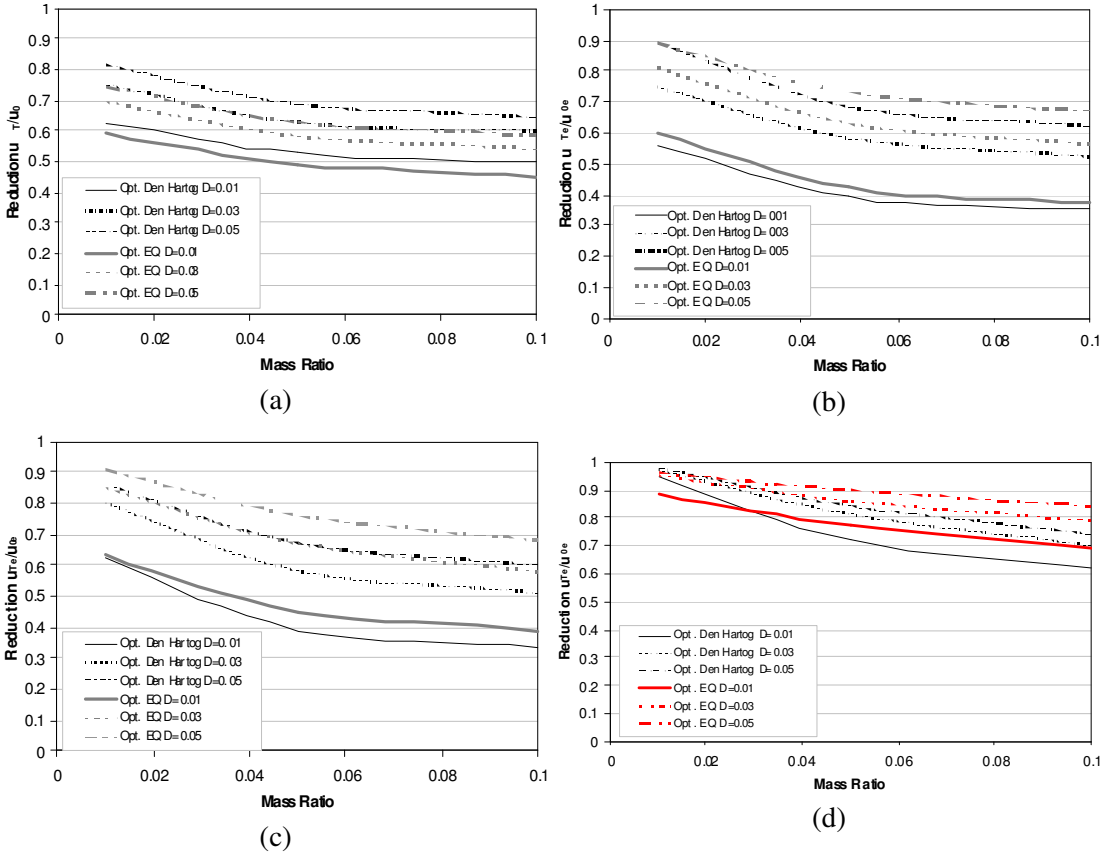 1
0.9
0.8
0.7
0.6
0.5
0.4
0.3
0.2
0.1
0
Reduction u T/u0
Opt. Den Hartog D=0.01
Opt. Den Hartog D=0.03
Opt. Den Hartog D=0.05
Opt. EQ D=0.01
Opt. EQ D=0.03
Opt. EQ D=0.05
0 0.02 0.04 0.06 0.08 0.1
Mass Ratio
(a)
1
0.9
0.8
0.7
0.6
0.5
0.4
0.3
0.2
0.1
0
Reduction u Te/u 0e
Opt. Den Hartog D=001
Opt. Den Hartog D=003
Opt. Den Hartog D=005
Opt. EQ D=0.01
Opt. EQ D=0.03
Opt. EQ D=0.05
0 0.02 0.04 0.06 0.08 0.1
Mass Ratio
(b)
1
0.9
0.8
0.7
0.6
0.5
0.4
0.3
0.2
0.1
0
Reduction uTe/u0e
Opt. Den Hartog D=0.01
Opt. Den Hartog D=0.03
Opt. Den Hartog D=0.05
Opt. EQ D=0.01
Opt. EQ D=0.03
Opt. EQ D=0.05
0 0.02 0.04 0.06 0.08 0.1
Mass Ratio
(c)
1
0.9
0.8
0.7
0.6
0.5
0.4
0.3
0.2
0.1
0
Reduction uTe/u0e
Opt. Den Hartog D=0.01
Opt. Den Hartog D=0.03
Opt. Den Hartog D=0.05
Opt. EQ D=0.01
Opt. EQ D=0.03
Opt. EQ D=0.05
0 0.02 0.04 0.06 0.08 0.1
Mass Ratio
(d)